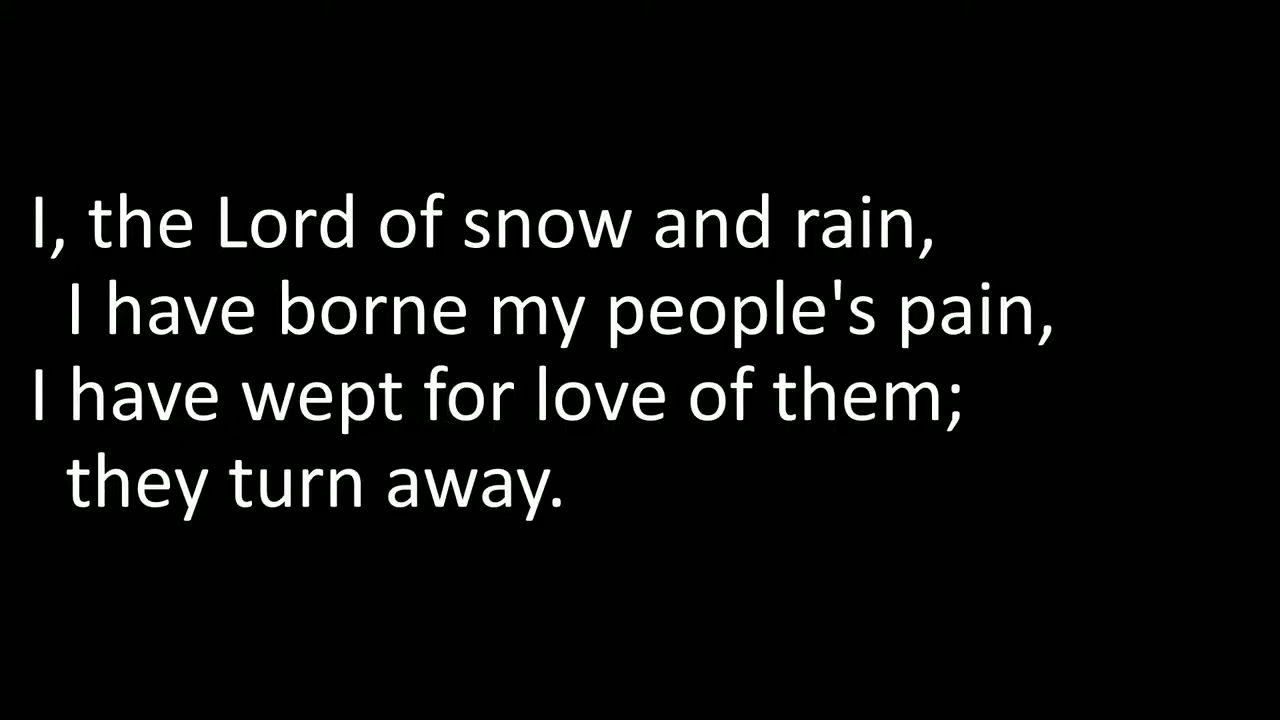 I, the Lord of snow and rain,
I have borne my people's pain,
I have wept for love of them;
they turn away.